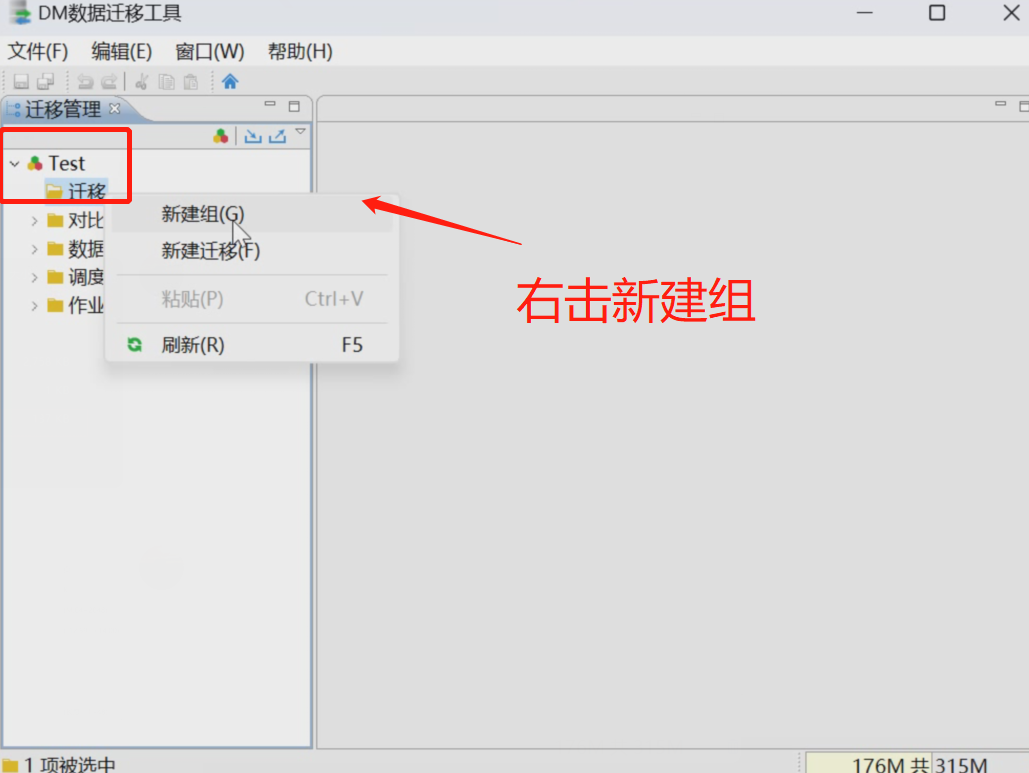 DM数据迁移工具
文件(F) 编辑(E) 窗口(W) 帮助(H)
迁移管理
Test
迁移
新建组(G)
对比
新建迁移(F)
数据
调度
粘贴(P) Ctrl+V
作业
刷新(R) F5
右击新建组
1 项被选中
176M 共 315M